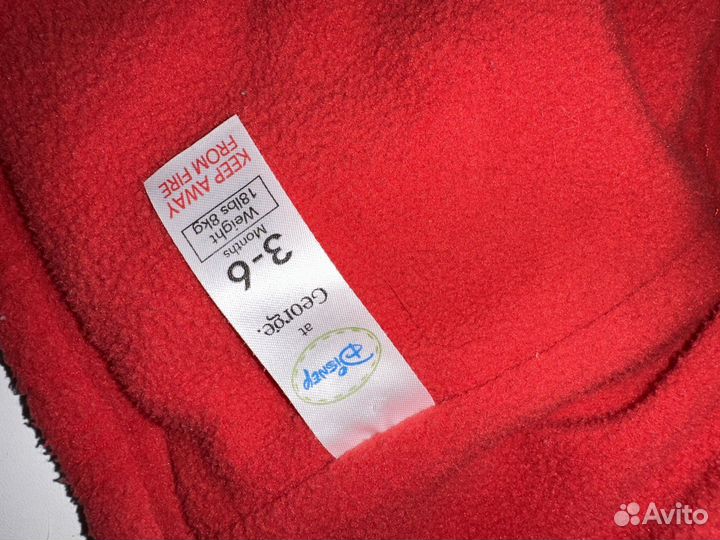 Disney
at
George.
3-6
Months
Weight
18lbs 8kg
KEEP AWAY
FROM FIRE
Avito